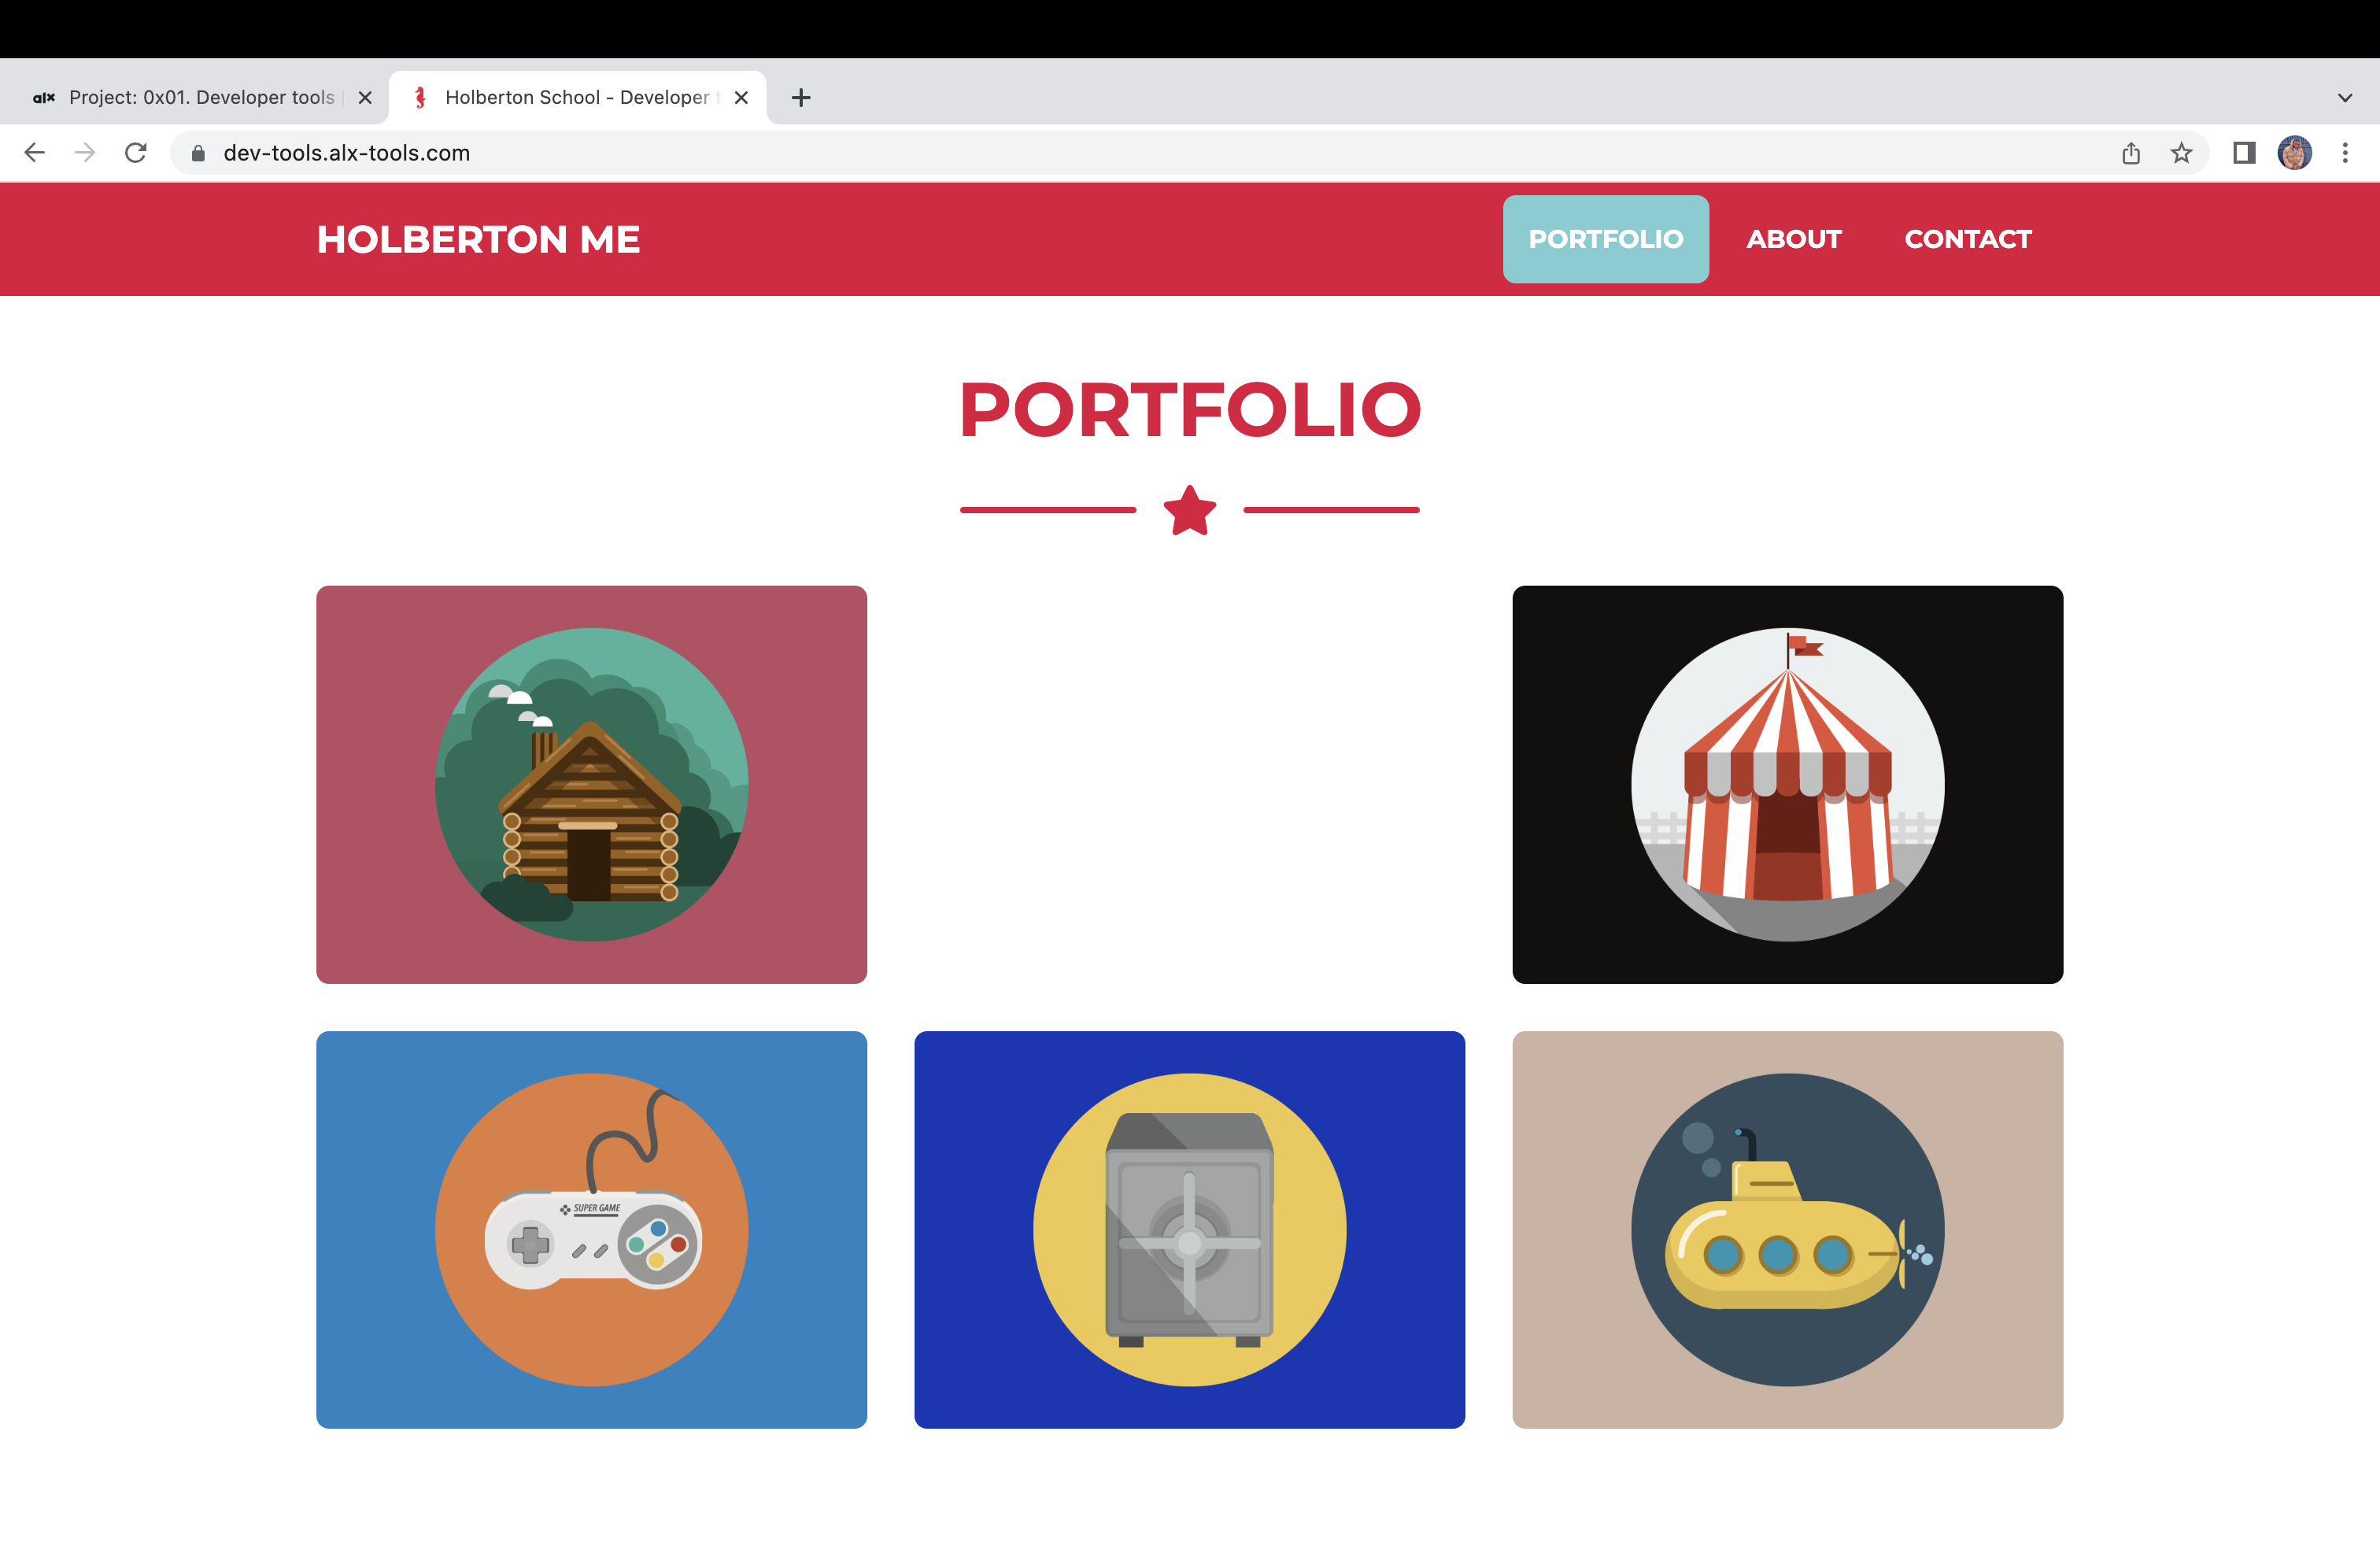 alx Project: 0x01. Developer tools
Holberton School - Developer t
dev-tools.alx-tools.com
HOLBERTON ME
PORTFOLIO
ABOUT
CONTACT
PORTFOLIO
SUPER GAME